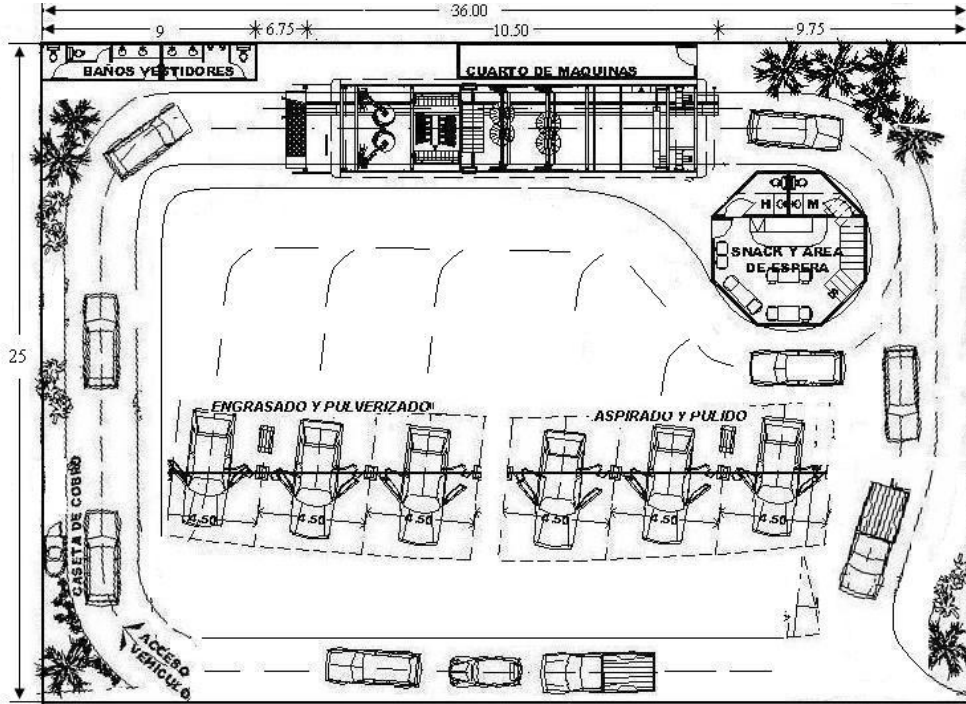 36.00
9
6.75
10.50
9.75
BAÑOS VESTIDORES
CUARTO DE MAQUINAS
H
M
SNACK Y AREA
DE ESPERA
25
ENGRASADO Y PULVERIZADO
ASPIRADO Y PULIDO
4.50
4.50
4.50
4.50
4.50
4.50
CASETA DE COBRO
ACCESO
VEHICULO